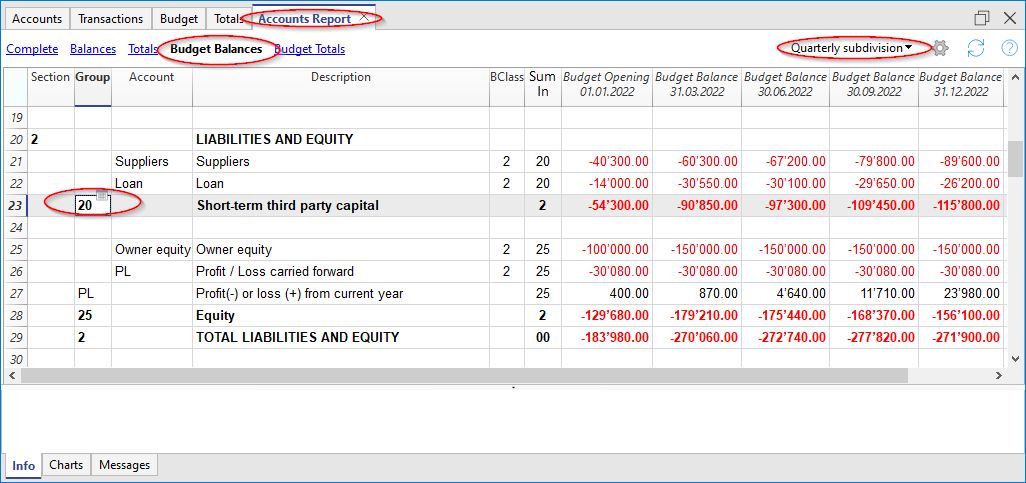 Accounts Transactions Budget Totals Accounts Report
Complete Balances Totals Budget Balances Budget Totals Quarterly subdivision
Section Group Account Description BClass Sum In Budget Opening 01.01.2022 Budget Balance 31.03.2022 Budget Balance 30.06.2022 Budget Balance 30.09.2022 Budget Balance 31.12.2022
19
20 2 LIABILITIES AND EQUITY
21 Suppliers Suppliers 2 20 -40'300.00 -60'300.00 -67'200.00 -79'800.00 -89'600.00
22 Loan Loan 2 20 -14'000.00 -30'550.00 -30'100.00 -29'650.00 -26'200.00
23 20 Short-term third party capital 2 -54'300.00 -90'850.00 -97'300.00 -109'450.00 -115'800.00
24
25 Owner equity Owner equity 2 25 -100'000.00 -150'000.00 -150'000.00 -150'000.00 -150'000.00
26 PL Profit / Loss carried forward 2 25 -30'080.00 -30'080.00 -30'080.00 -30'080.00 -30'080.00
27 PL Profit(-) or loss (+) from current year 25 400.00 870.00 4'640.00 11'710.00 23'980.00
28 25 Equity 2 -129'680.00 -179'210.00 -175'440.00 -168'370.00 -156'100.00
29 2 TOTAL LIABILITIES AND EQUITY 00 -183'980.00 -270'060.00 -272'740.00 -277'820.00 -271'900.00
30
Info Charts Messages